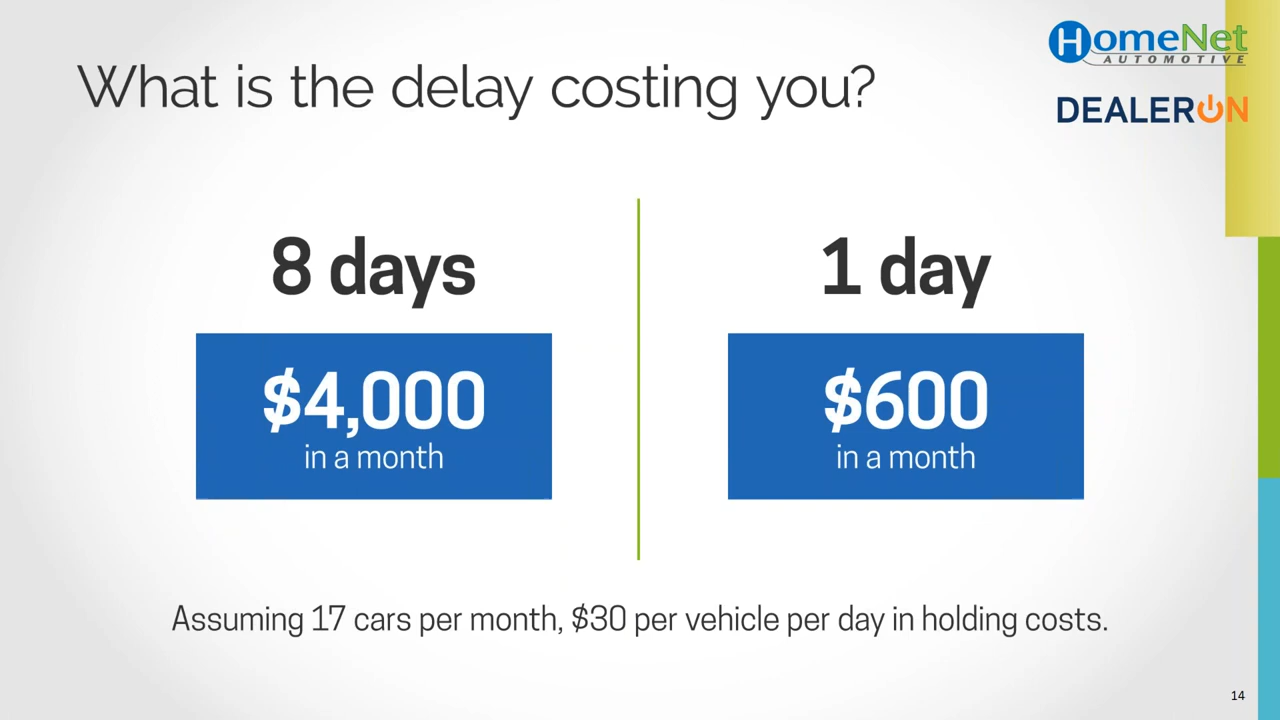 HomeNet
AUTOMOTIVE
What is the delay costing you?
DEALERON
8 days
$4,000
in a month
1 day
$600
in a month
Assuming 17 cars per month, $30 per vehicle per day in holding costs.
14